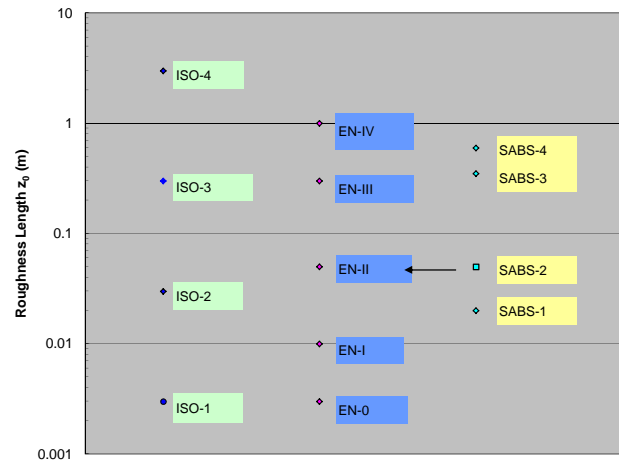 10
1
0.1
0.01
0.001
Roughness Length z₀ (m)
ISO-4
ISO-3
ISO-2
ISO-1
EN-IV
EN-III
EN-II
EN-I
EN-0
SABS-4
SABS-3
SABS-2
SABS-1